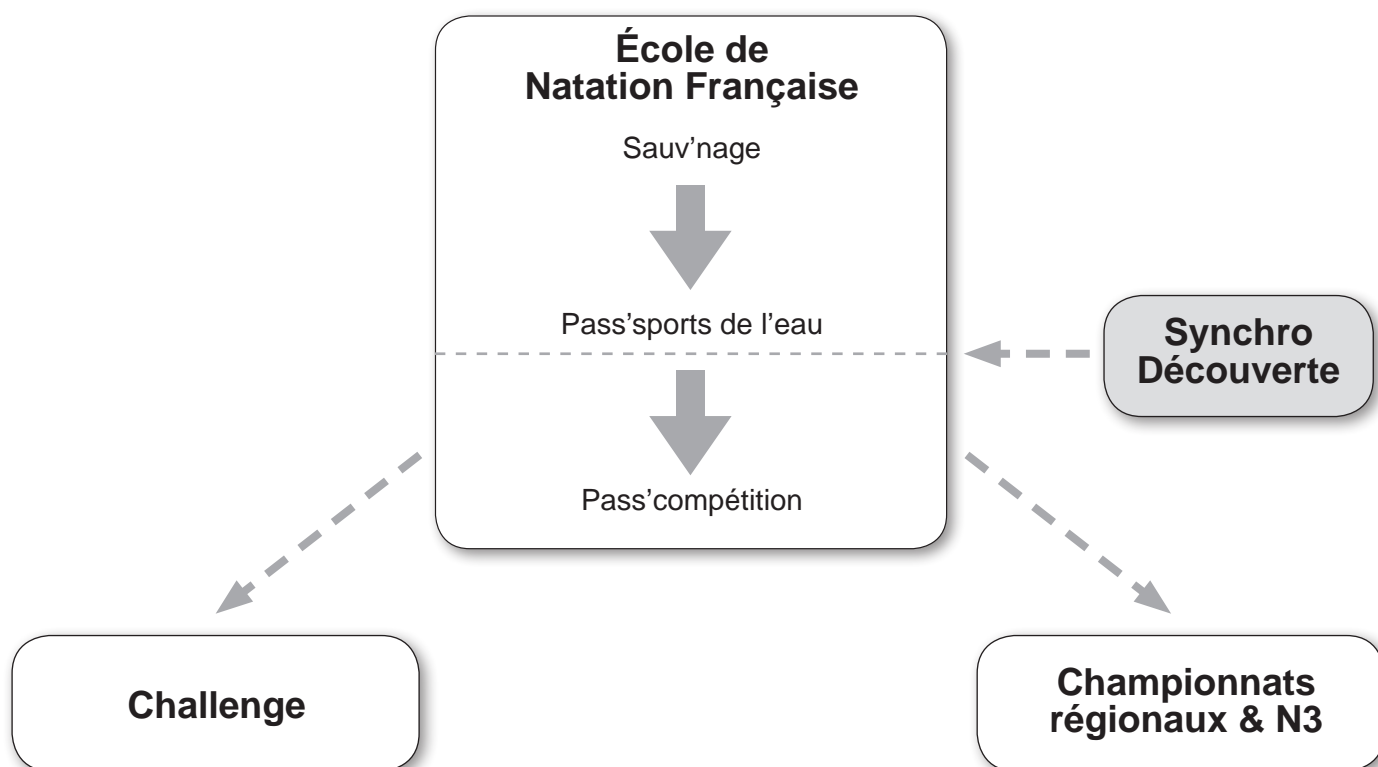 École de
Natation Française
Sauv’nage
Pass’sports de l’eau
Synchro
Découverte
Pass’compétition
Challenge
Championnats
régionaux & N3